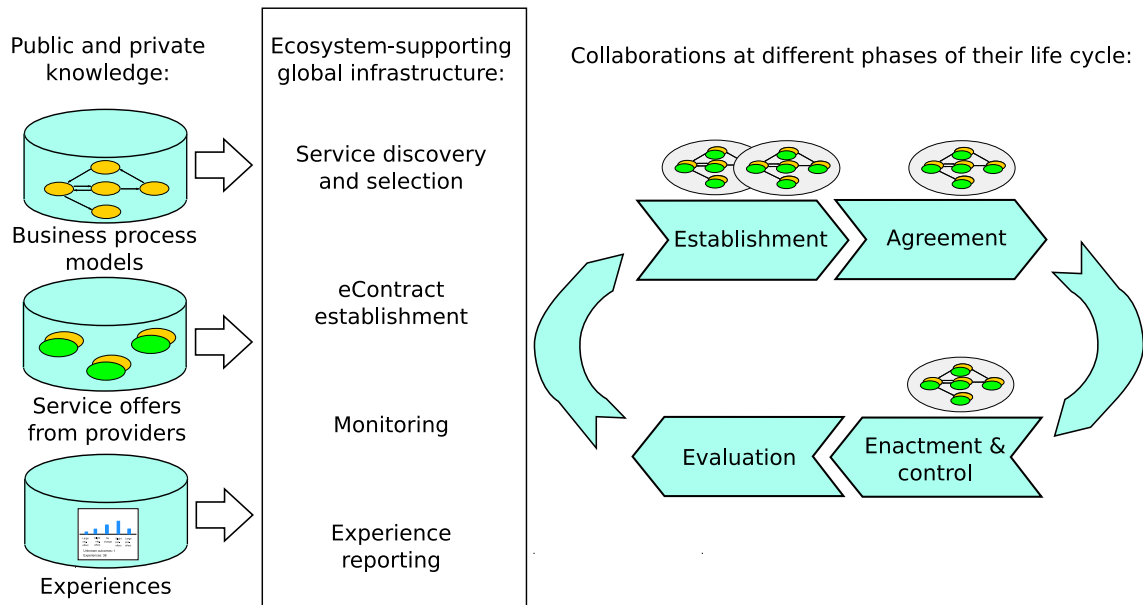 Public and private
knowledge:
Business process
models
Service offers
from providers
Experiences
Ecosystem-supporting
global infrastructure:
Service discovery
and selection
eContract
establishment
Monitoring
Experience
reporting
Collaborations at different phases of their life cycle:
Establishment
Agreement
Evaluation
Enactment &
control